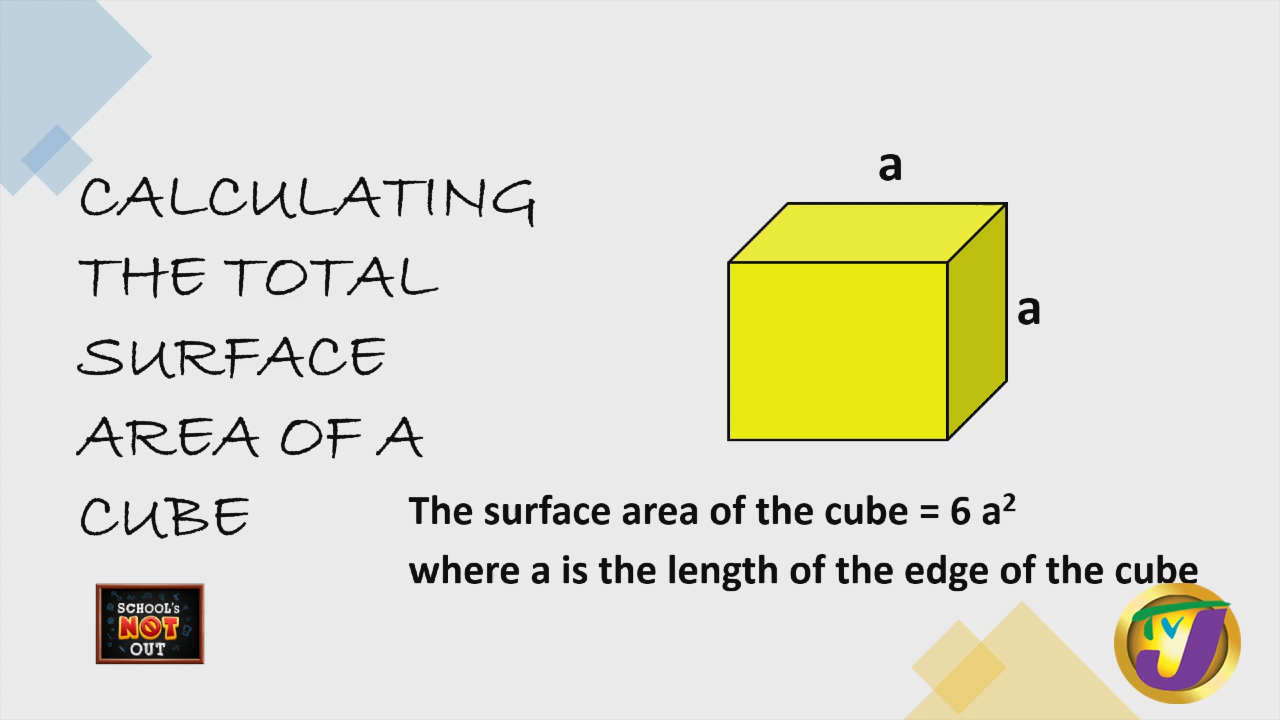 CALCULATING
THE TOTAL
SURFACE
AREA OF A
CUBE
a
a
The surface area of the cube = 6 a²
where a is the length of the edge of the cube
SCHOOL's
NOT
OUT
TVJ